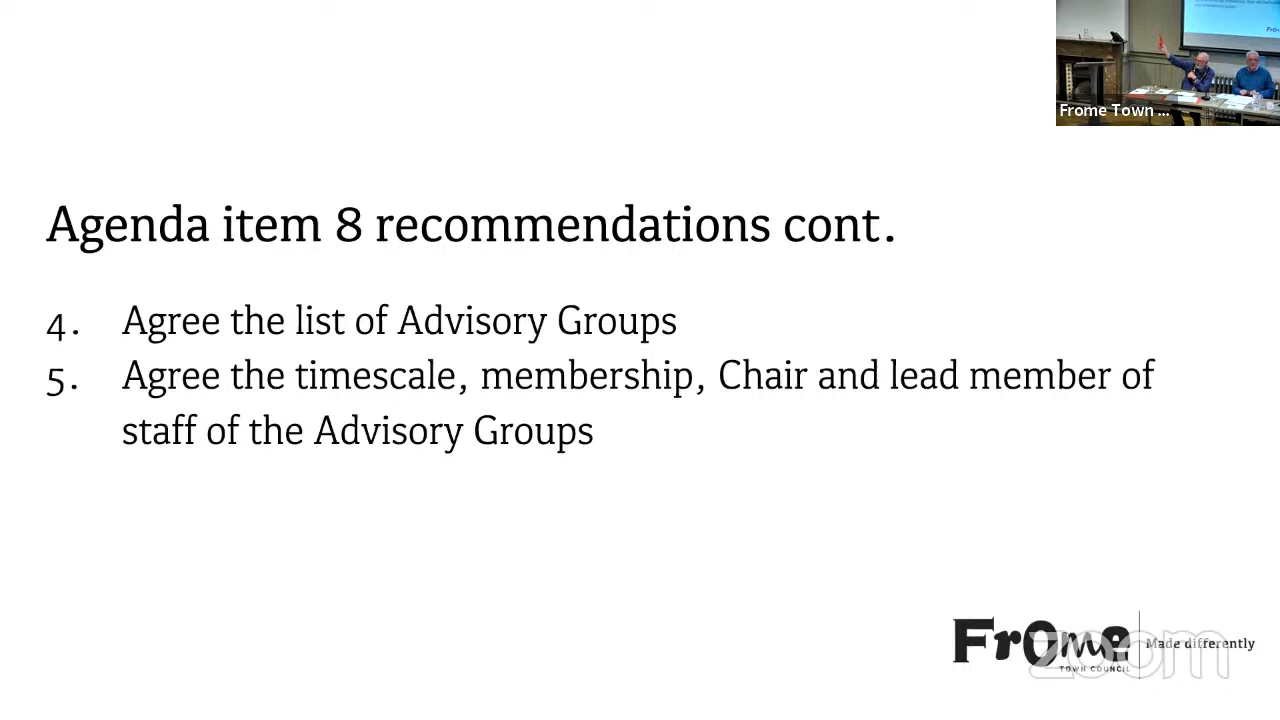 Frome Town ...
Agenda item 8 recommendations cont.
4. Agree the list of Advisory Groups
5. Agree the timescale, membership, Chair and lead member of
staff of the Advisory Groups
Frome
TOWN COUNCIL
Made differently
zoom